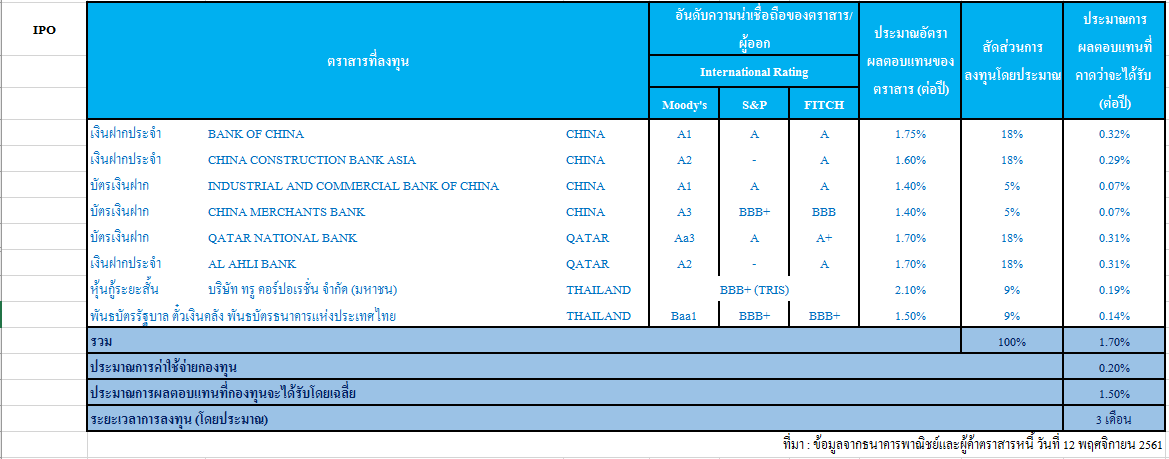 IPO
ตราสารที่ลงทุน
อันดับความน่าเชื่อถือของตราสาร/
ผู้ออก
International Rating
Moody's S&P FITCH
ประมาณอัตรา
ผลตอบแทนของ
ตราสาร (ต่อปี)
สัดส่วนการ
ลงทุนโดยประมาณ
ประมาณการ
ผลตอบแทนที่
คาดว่าจะได้รับ
(ต่อปี)
เงินฝากประจำ BANK OF CHINA CHINA A1 A A 1.75% 18% 0.32%
เงินฝากประจำ CHINA CONSTRUCTION BANK ASIA CHINA A2 - A 1.60% 18% 0.29%
บัตรเงินฝาก INDUSTRIAL AND COMMERCIAL BANK OF CHINA CHINA A1 A A 1.40% 5% 0.07%
บัตรเงินฝาก CHINA MERCHANTS BANK CHINA A3 BBB+ BBB 1.40% 5% 0.07%
บัตรเงินฝาก QATAR NATIONAL BANK QATAR Aa3 A A+ 1.70% 18% 0.31%
เงินฝากประจำ AL AHLI BANK QATAR A2 - A 1.70% 18% 0.31%
หุ้นกู้ระยะสั้น บริษัท ทรู คอร์ปอเรชั่น จำกัด (มหาชน) THAILAND BBB+ (TRIS) 2.10% 9% 0.19%
พันธบัตรรัฐบาล ตั๋วเงินคลัง พันธบัตรธนาคารแห่งประเทศไทย THAILAND Baa1 BBB+ BBB+ 1.50% 9% 0.14%
รวม 100% 1.70%
ประมาณการค่าใช้จ่ายกองทุน 0.20%
ประมาณการผลตอบแทนที่กองทุนจะได้รับโดยเฉลี่ย 1.50%
ระยะเวลาการลงทุน (โดยประมาณ) 3 เดือน
ที่มา : ข้อมูลจากธนาคารพาณิชย์และผู้ค้าตราสารหนี้ วันที่ 12 พฤศจิกายน 2561